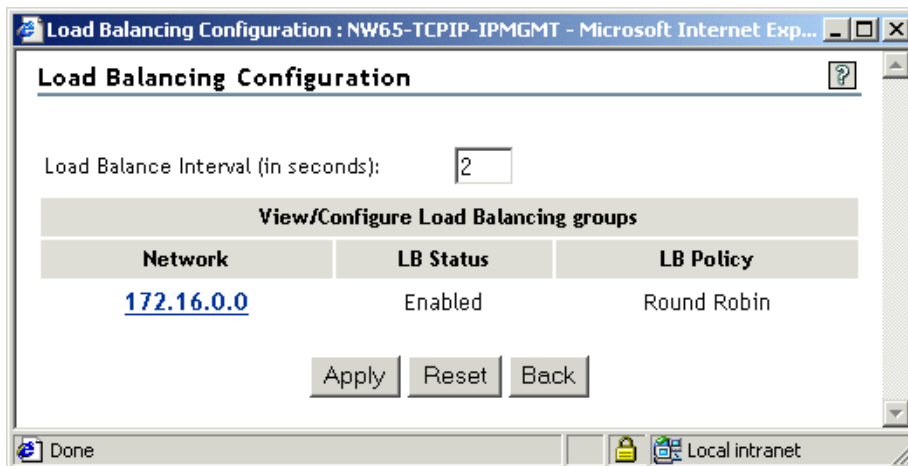 Load Balancing Configuration : NW65-TCPIP-IPMGMT - Microsoft Internet Exp...
Load Balancing Configuration ?
Load Balance Interval (in seconds): 2
View/Configure Load Balancing groups
Network LB Status LB Policy
172.16.0.0 Enabled Round Robin
Apply Reset Back
Done Local intranet